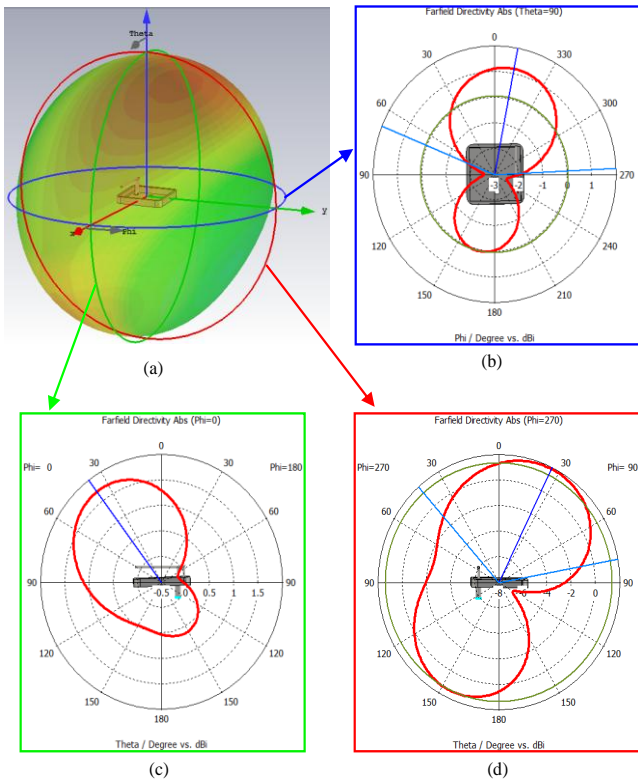 Theta
y
x
Phi
(a)
Farfield Directivity Abs (Theta=90)
0
30
330
60
300
90
-3
-2
-1
0
1
270
120
240
150
210
180
Phi / Degree vs. dBi
(b)
Farfield Directivity Abs (Phi=0)
0
30
30
Phi= 0
Phi=180
60
60
90
-0.5
0
0.5
1
1.5
90
120
120
150
150
180
Theta / Degree vs. dBi
(c)
Farfield Directivity Abs (Phi=270)
0
30
30
Phi=270
Phi= 90
60
60
90
-8
-6
-4
-2
0
90
120
120
150
150
180
Theta / Degree vs. dBi
(d)